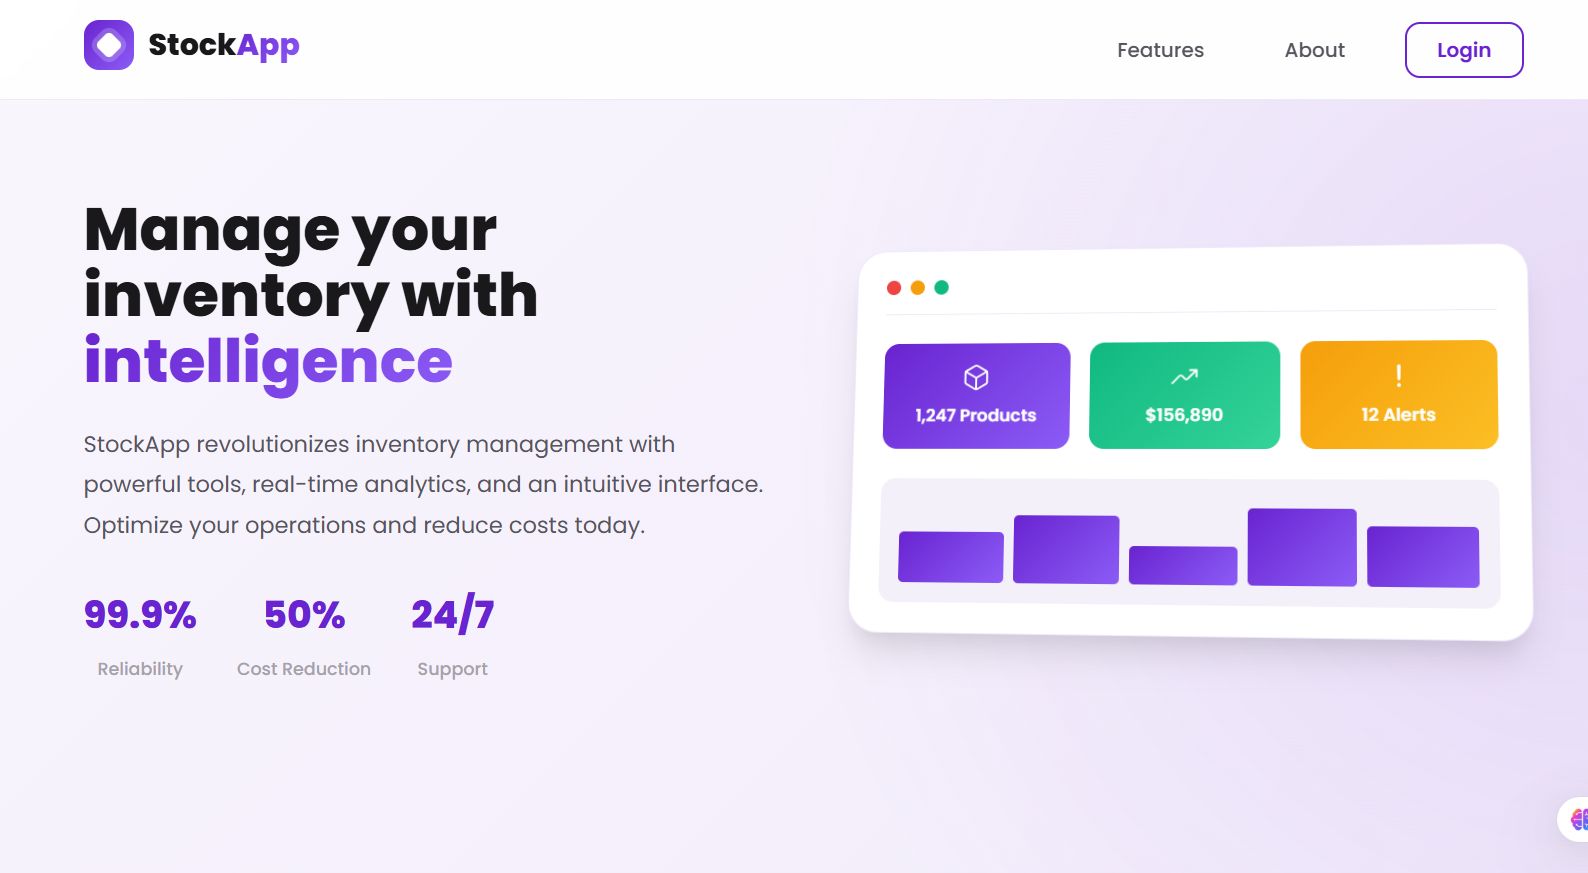 StockApp
Features
About
Login
Manage your
inventory with
intelligence
StockApp revolutionizes inventory management with
powerful tools, real-time analytics, and an intuitive interface.
Optimize your operations and reduce costs today.
99.9%
50%
24/7
Reliability
Cost Reduction
Support
1,247 Products
$156,890
12 Alerts